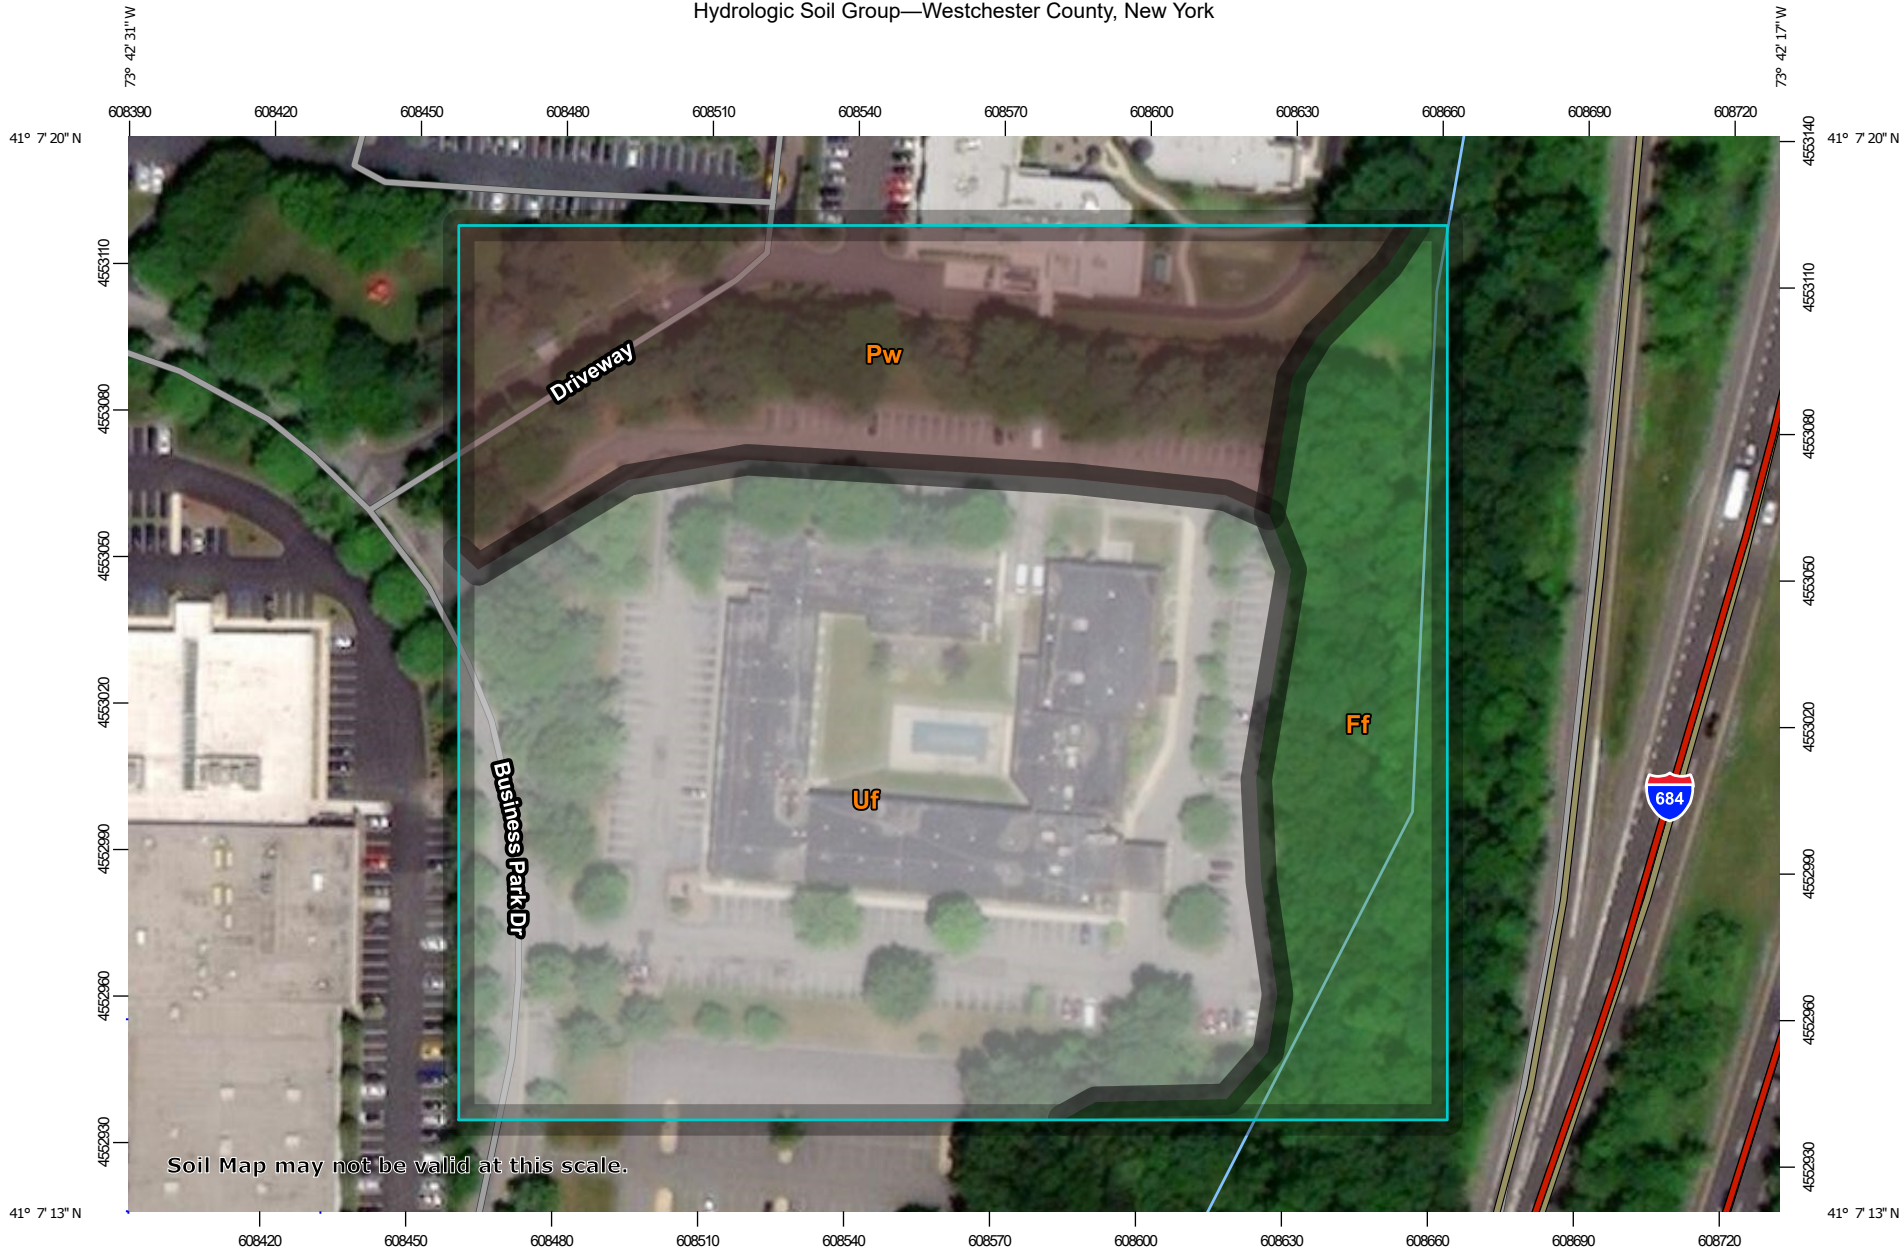 Hydrologic Soil Group—Westchester County, New York
73° 42' 31'' W
73° 42' 17'' W
608390 608420 608450 608480 608510 608540 608570 608600 608630 608660 608690 608720
41° 7' 20'' N
41° 7' 20'' N
4553140
4553110
4553110
Pw
Driveway
4553080
4553080
4553050
4553050
4553020
4553020
Ff
Uf
684
Business Park Dr
4552990
4552990
4552960
4552960
4552930
4552930
Soil Map may not be valid at this scale.
41° 7' 13'' N
41° 7' 13'' N
608420 608450 608480 608510 608540 608570 608600 608630 608660 608690 608720